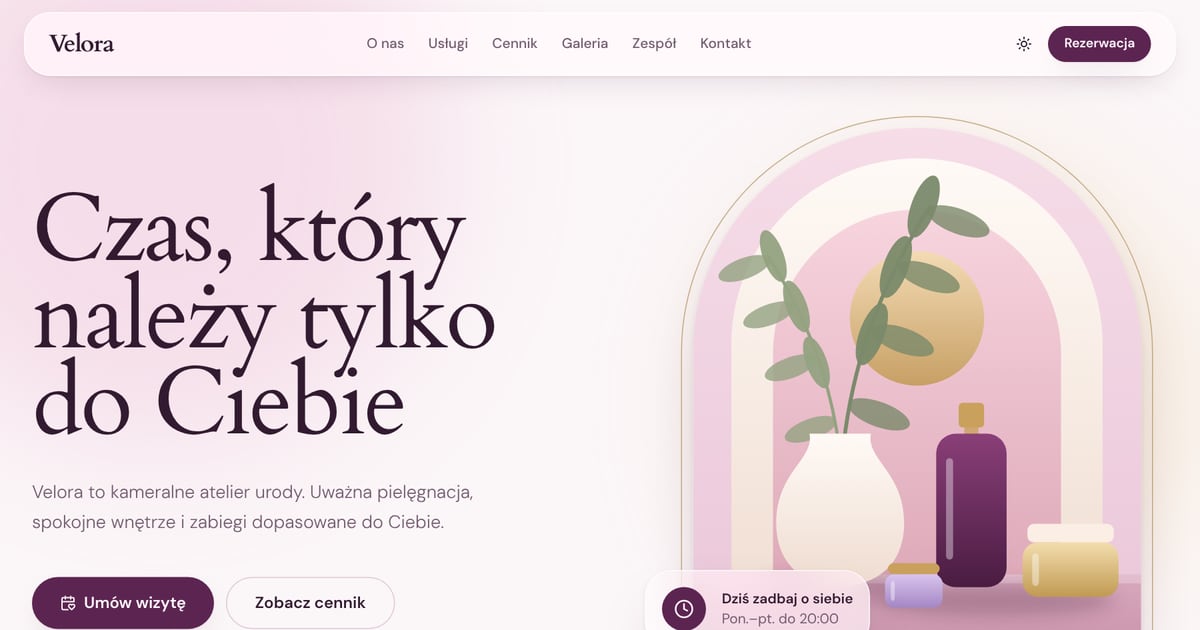 Velora
O nas
Usługi
Cennik
Galeria
Zespół
Kontakt
Rezerwacja
Czas, który
należy tylko
do Ciebie
Velora to kameralne atelier urody. Uważna pielęgnacja,
spokojne wnętrze i zabiegi dopasowane do Ciebie.
Umów wizytę
Zobacz cennik
Dziś zadbaj o siebie
Pon.–pt. do 20:00